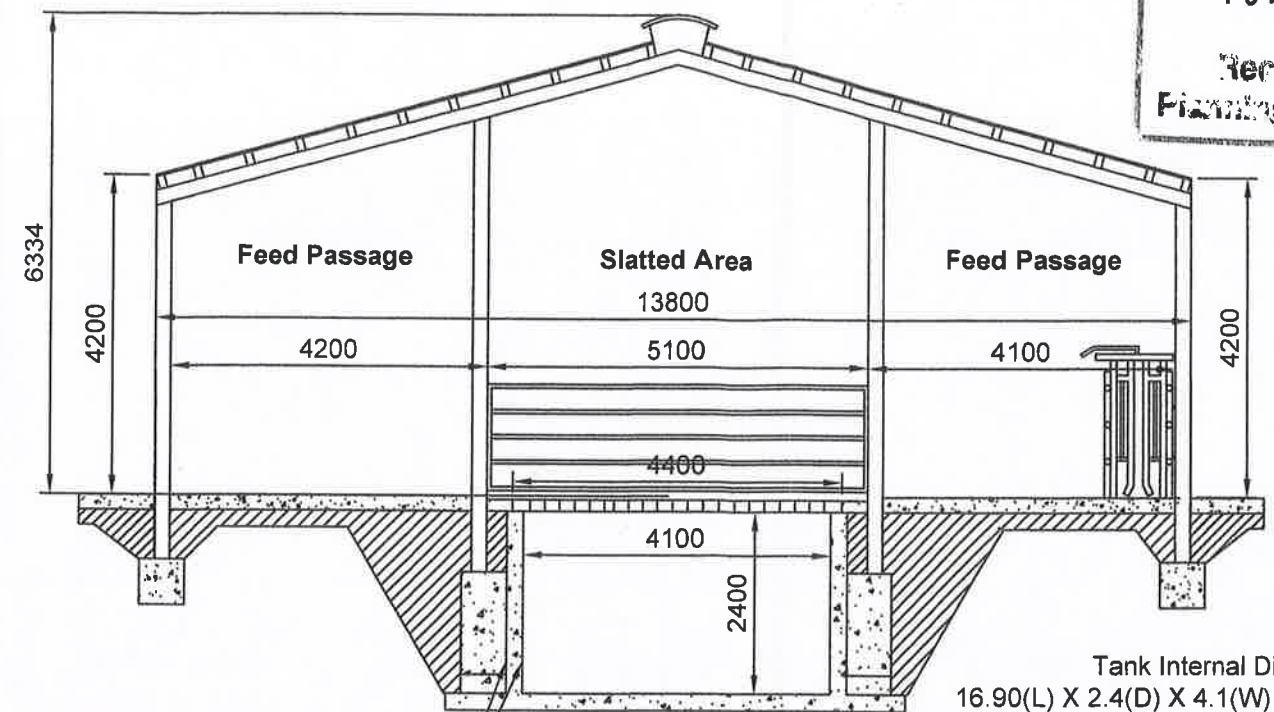 6334
4200
Feed Passage
Slatted Area
Feed Passage
13800
4200
5100
4100
4200
4400
4100
2400
Tank Internal Di
16.90(L) X 2.4(D) X 4.1(W)